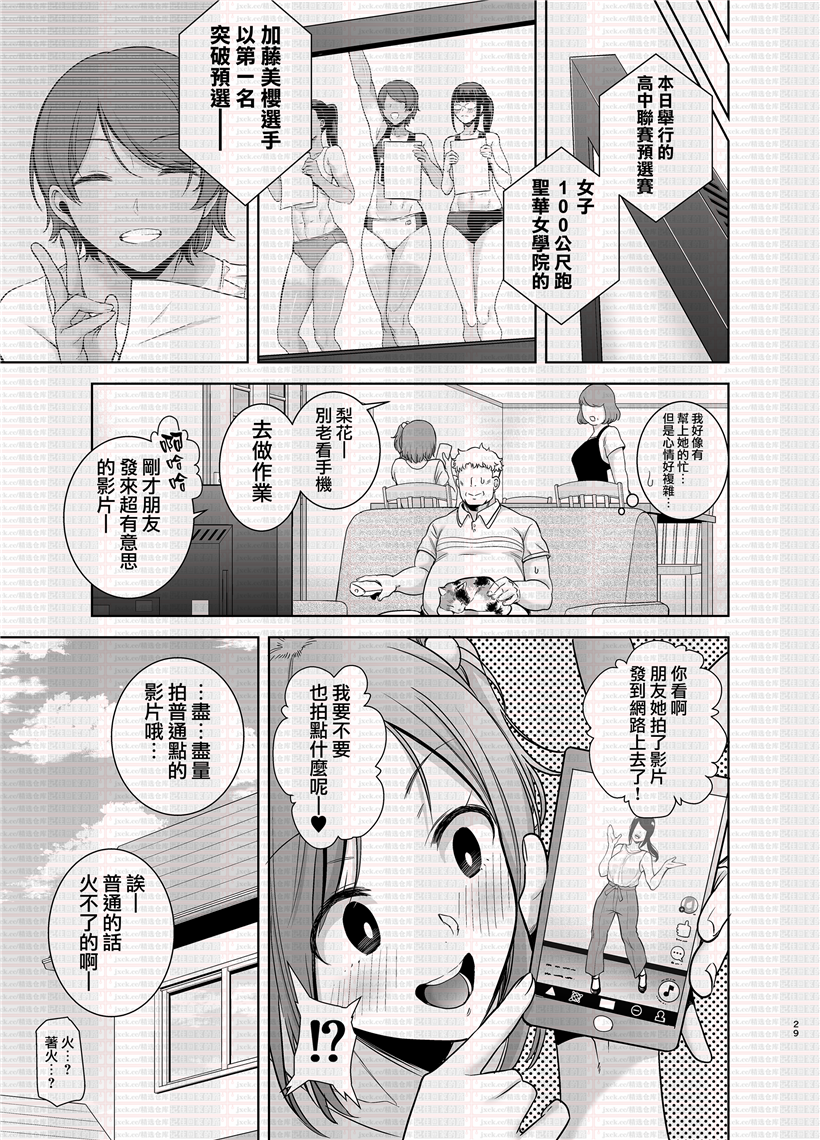 本日舉行的
高中聯賽預選賽
女子
100公尺跑
聖華女學院的
加藤美櫻選手
以第一名
突破預選—
我好像有
幫上她的忙…
但是心情好複雜…
梨花—
別老看手機
去做作業
剛才朋友
發來超有意思
的影片—
你看啊
朋友她拍了影片
發到網路上去了!
我要不要
也拍點什麼呢—♥
!?
…盡…盡量
拍普通點的
影片哦…
誒—
普通的話
火不了的啊—
火…?
著火…?
29